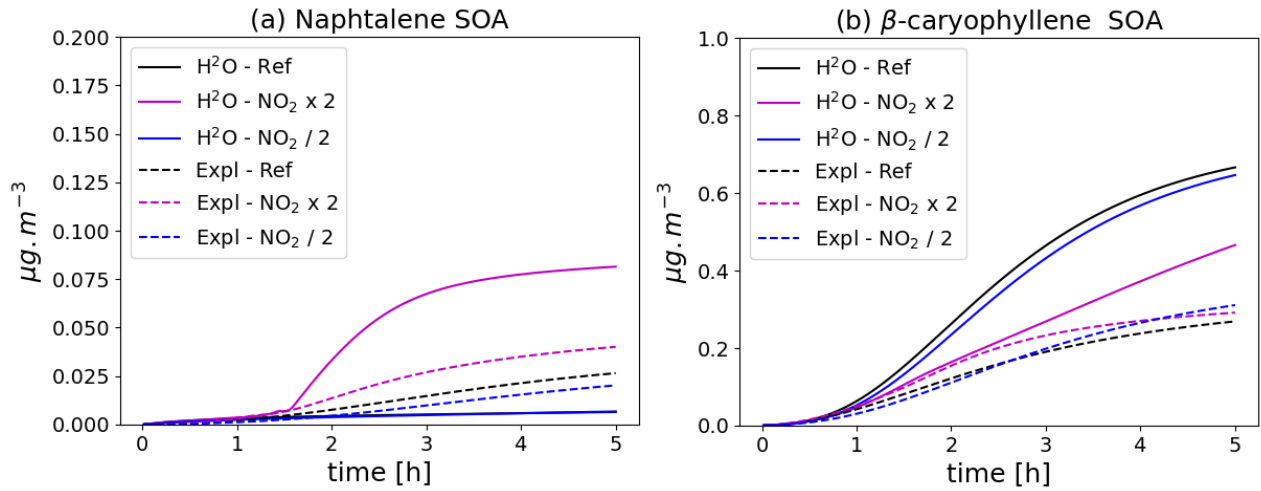 (a) Naphtalene SOA
0.200
0.175
0.150
0.125
0.100
0.075
0.050
0.025
0.000
μg.m⁻³
H²O - Ref
H²O - NO₂ x 2
H²O - NO₂ / 2
Expl - Ref
Expl - NO₂ x 2
Expl - NO₂ / 2
0 1 2 3 4 5
time [h]
(b) β-caryophyllene SOA
1.0
0.8
0.6
0.4
0.2
0.0
μg.m⁻³
H²O - Ref
H²O - NO₂ x 2
H²O - NO₂ / 2
Expl - Ref
Expl - NO₂ x 2
Expl - NO₂ / 2
0 1 2 3 4 5
time [h]